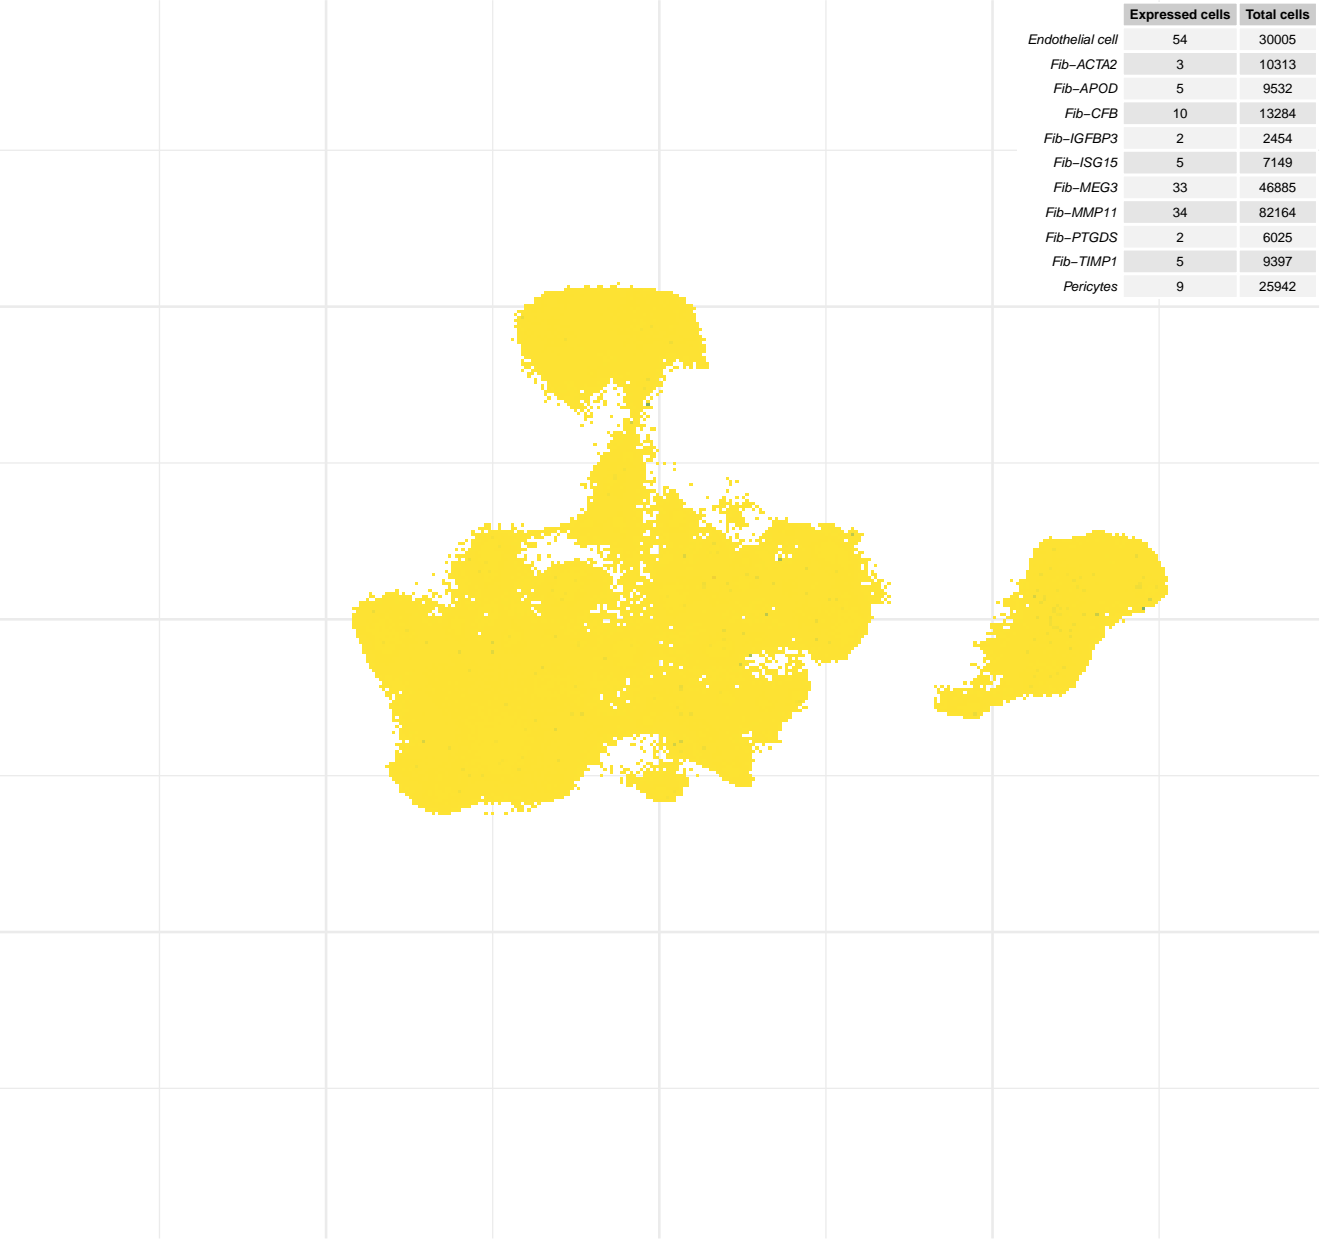 Expressed cells Total cells
Endothelial cell 54 30005
Fib−ACTA2 3 10313
Fib−APOD 5 9532
Fib−CFB 10 13284
Fib−IGFBP3 2 2454
Fib−ISG15 5 7149
Fib−MEG3 33 46885
Fib−MMP11 34 82164
Fib−PTGDS 2 6025
Fib−TIMP1 5 9397
Pericytes 9 25942